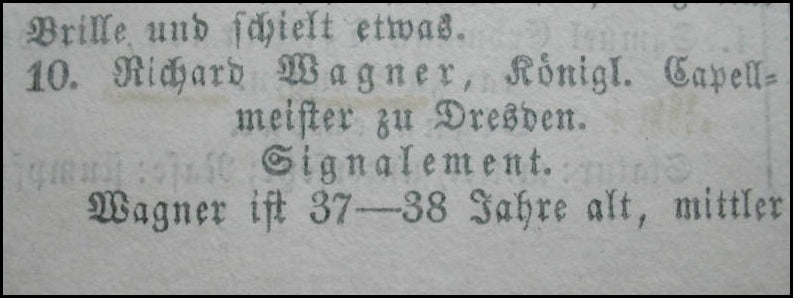 Brille und schielt etwas.
10. Richard Wagner, Königl. Capell=
meister zu Dresden.
Signalement.
Wagner ist 37—38 Jahre alt, mittler